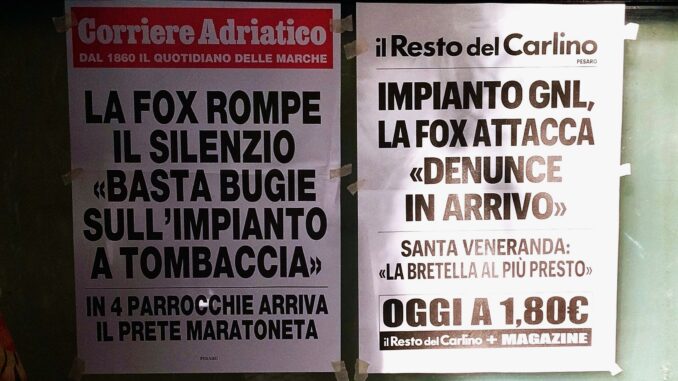 Corriere Adriatico
DAL 1860 IL QUOTIDIANO DELLE MARCHE
LA FOX ROMPE
IL SILENZIO
«BASTA BUGIE
SULL'IMPIANTO
A TOMBACCIA»
IN 4 PARROCCHIE ARRIVA
IL PRETE MARATONETA
PESARO
il Resto del Carlino
PESARO
IMPIANTO GNL,
LA FOX ATTACCA
«DENUNCE
IN ARRIVO»
SANTA VENERANDA:
«LA BRETELLA AL PIÙ PRESTO»
OGGI A 1,80€
il Resto del Carlino + MAGAZINE